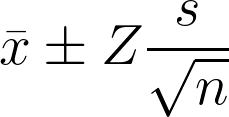 x̄ ± Z s/√n